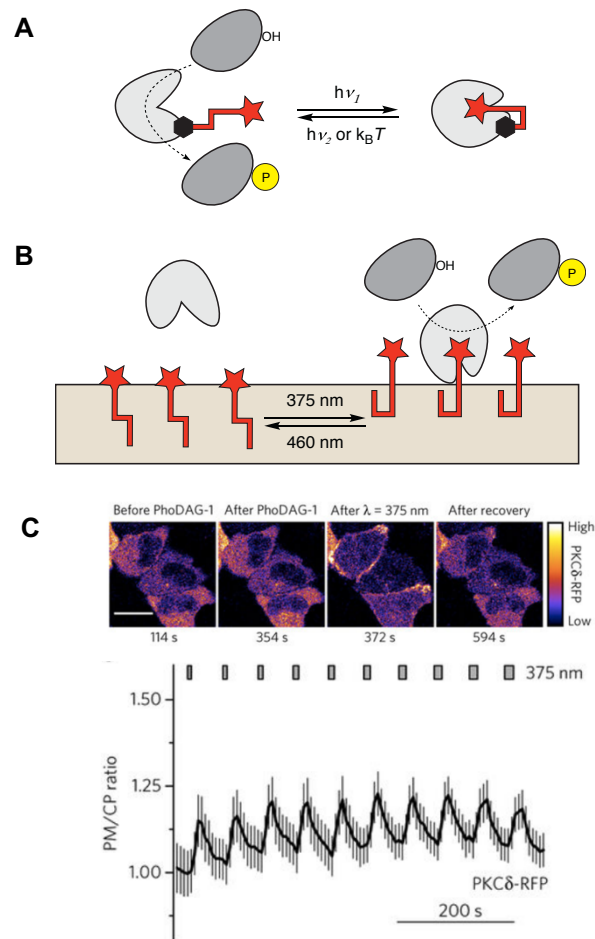 A
OH
hν1
hν2 or kBT
P
B
OH
P
375 nm
460 nm
C
Before PhoDAG-1 After PhoDAG-1 After λ = 375 nm After recovery
High
PKCδ-RFP
Low
114 s 354 s 372 s 594 s
375 nm
1.50
1.25
1.00
PM/CP ratio
PKCδ-RFP
200 s